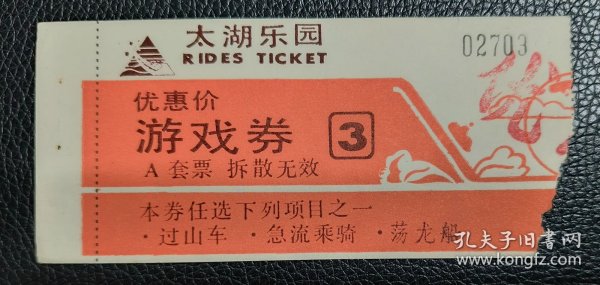 太湖乐园
RIDES TICKET
02703
优惠价
游戏券 3
A 套票 拆散无效
本券任选下列项目之一
·过山车 ·急流乘骑 ·荡龙船
孔夫子旧书网
kongfz.com